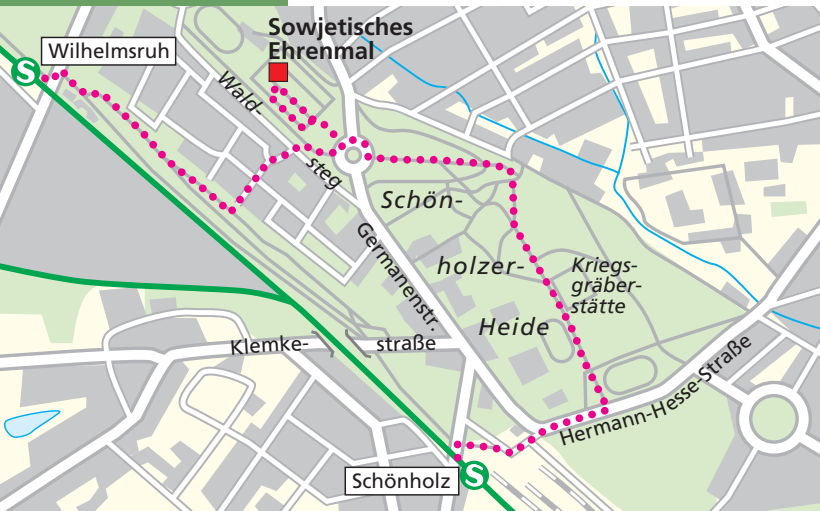 Sowjetisches
Ehrenmal
Wilhelmsruh
S
Wald-
steg
Schön-
holzer-
Heide
Germanenstr.
Kriegs-
gräber-
stätte
Klemke-
straße
Hermann-Hesse-Straße
Schönholz
S